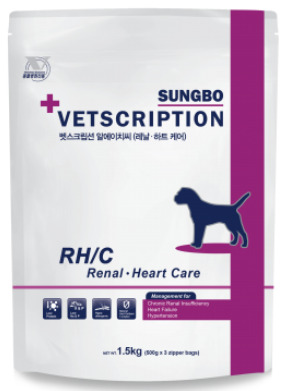 SUNGBO
VETSCRIPTION
벳스크립션 알에이치씨 (레날·하트 케어)
RH/C
Renal · Heart Care
Management for
Chronic Renal Insufficiency
Heart Failure
Hypertension
NET WT. 1.5kg (500g x 3 zipper bags)